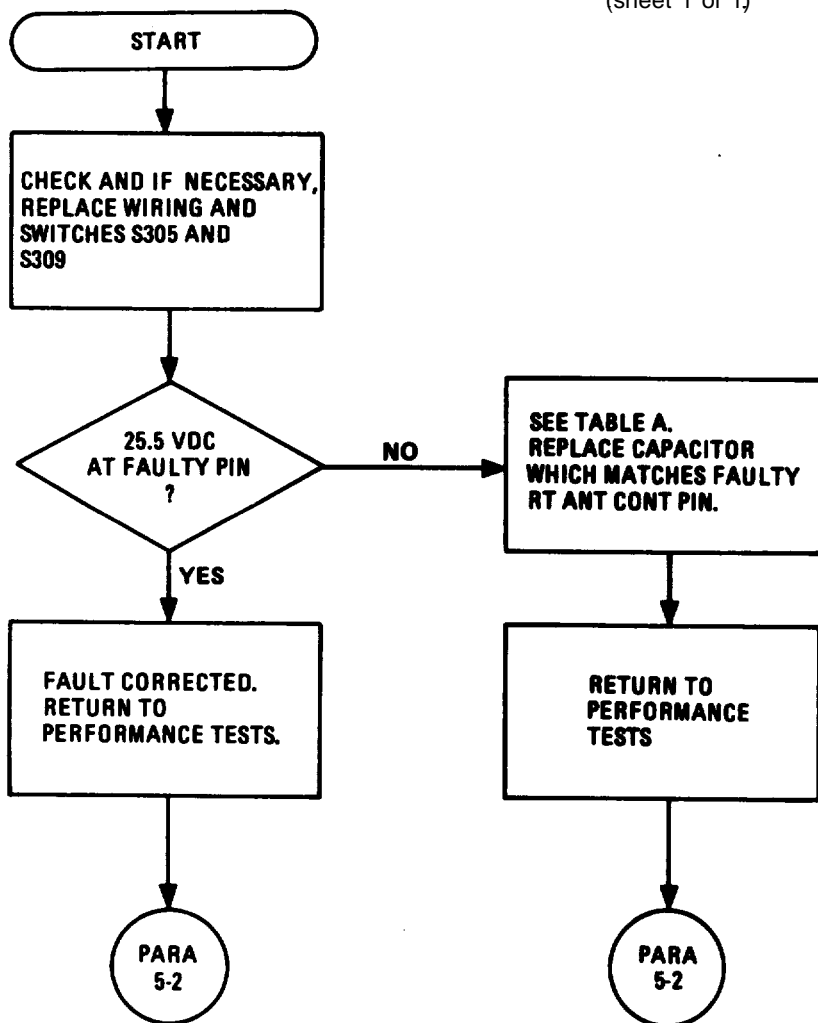 (sheet 1 of 1)
START
CHECK AND IF NECESSARY,
REPLACE WIRING AND
SWITCHES S305 AND
S309
25.5 VDC
AT FAULTY PIN
?
NO
SEE TABLE A.
REPLACE CAPACITOR
WHICH MATCHES FAULTY
RT ANT CONT PIN.
YES
FAULT CORRECTED.
RETURN TO
PERFORMANCE TESTS.
RETURN TO
PERFORMANCE
TESTS
PARA
5-2
PARA
5-2